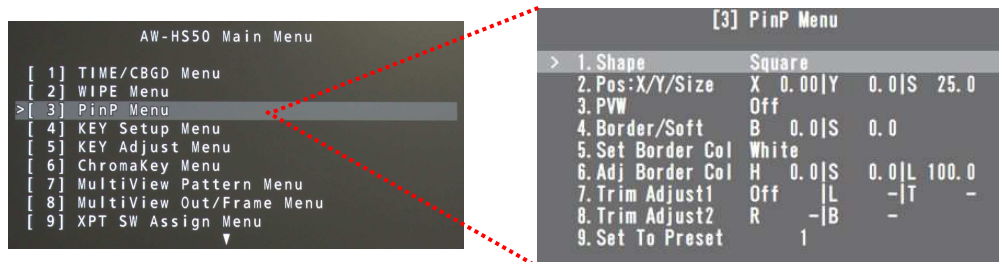 AW-HS50 Main Menu
[ 1] TIME/CBGD Menu
[ 2] WIPE Menu
>[ 3] PinP Menu
[ 4] KEY Setup Menu
[ 5] KEY Adjust Menu
[ 6] ChromaKey Menu
[ 7] MultiView Pattern Menu
[ 8] MultiView Out/Frame Menu
[ 9] XPT SW Assign Menu
▼
[3] PinP Menu
> 1.Shape Square
2.Pos:X/Y/Size X 0.00|Y 0.0|S 25.0
3.PVW Off
4.Border/Soft B 0.0|S 0.0
5.Set Border Col White
6.Adj Border Col H 0.0|S 0.0|L 100.0
7.Trim Adjust1 Off |L -|T -
8.Trim Adjust2 R -|B -
9.Set To Preset 1